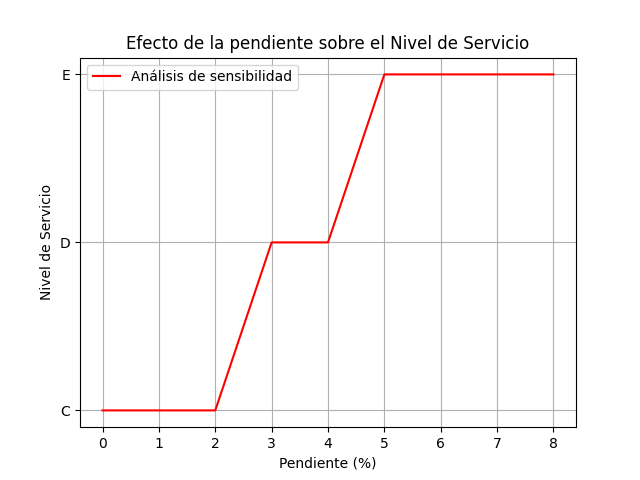 Efecto de la pendiente sobre el Nivel de Servicio
E
Análisis de sensibilidad
D
C
Nivel de Servicio
0 1 2 3 4 5 6 7 8
Pendiente (%)